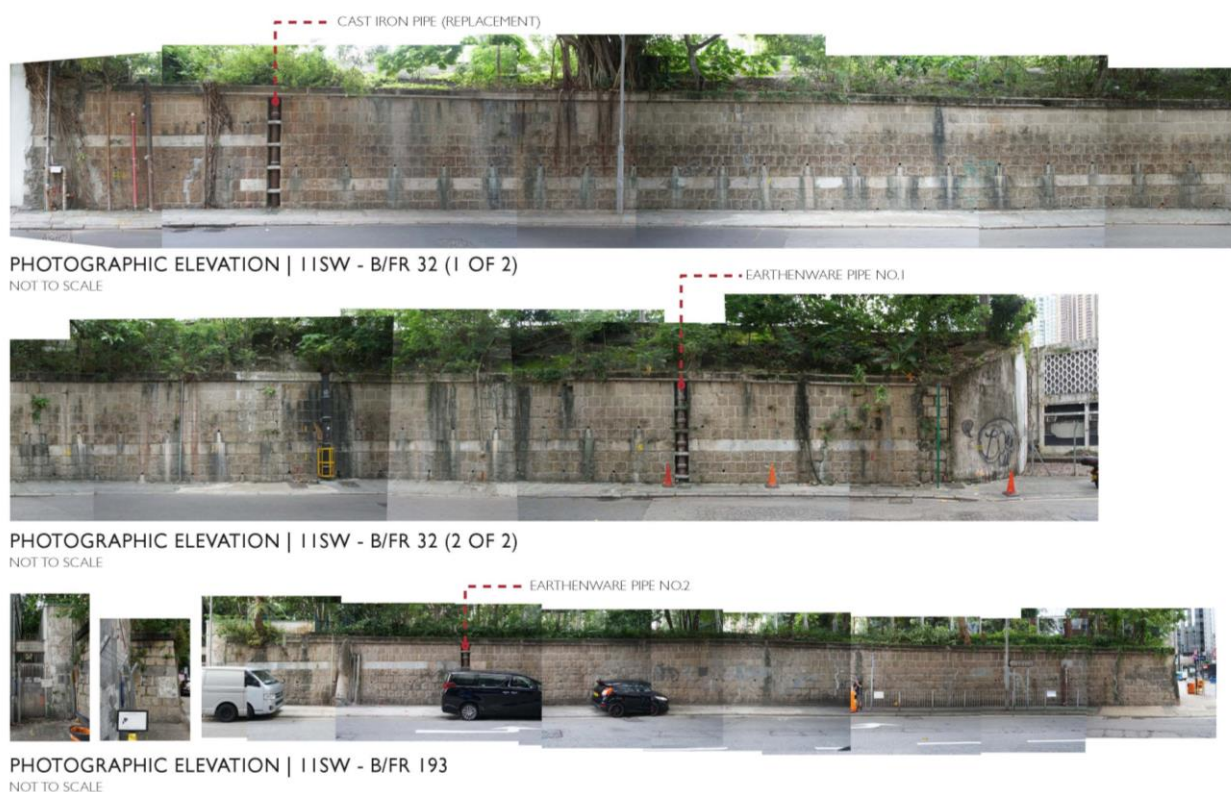 CAST IRON PIPE (REPLACEMENT)
PHOTOGRAPHIC ELEVATION | 11SW - B/FR 32 (1 OF 2)
NOT TO SCALE
EARTHENWARE PIPE NO.1
PHOTOGRAPHIC ELEVATION | 11SW - B/FR 32 (2 OF 2)
NOT TO SCALE
EARTHENWARE PIPE NO.2
PHOTOGRAPHIC ELEVATION | 11SW - B/FR 193
NOT TO SCALE